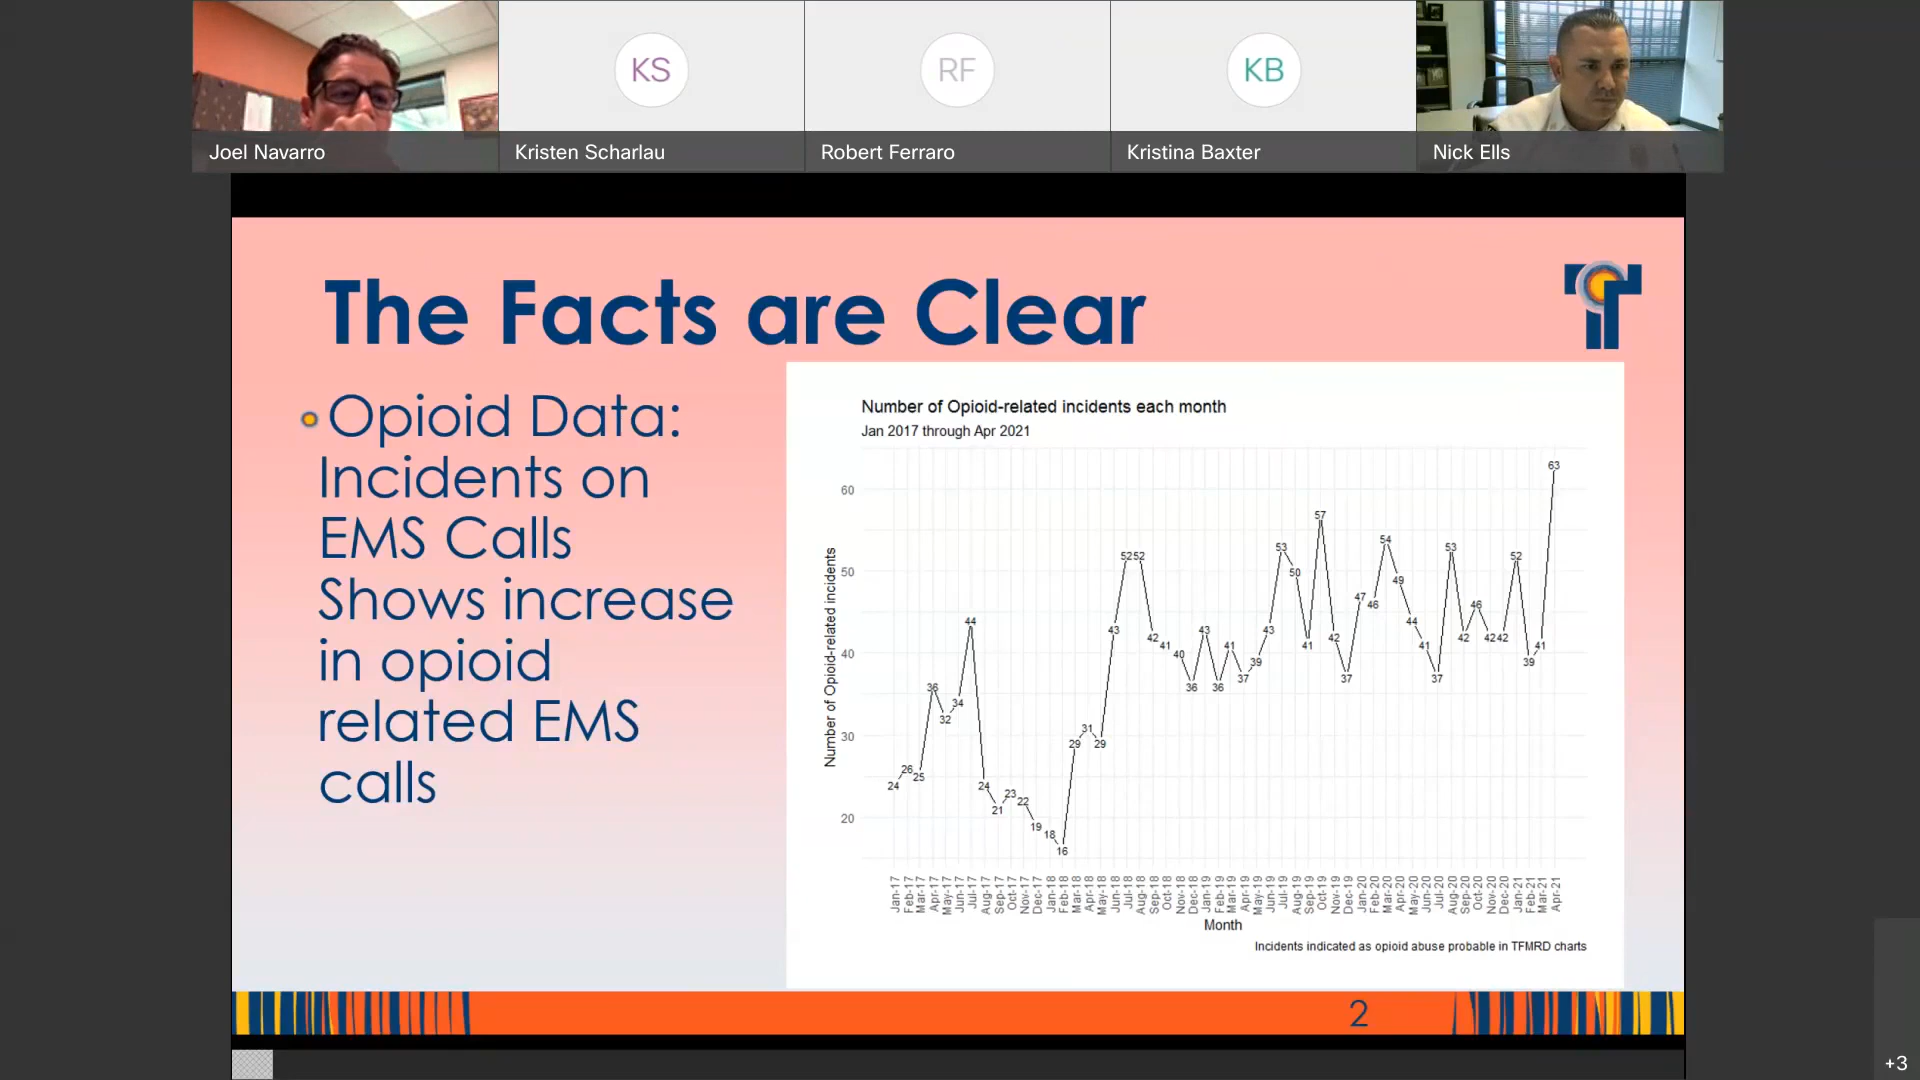 KS
RF
KB
Joel Navarro
Kristen Scharlau
Robert Ferraro
Kristina Baxter
Nick Ells
The Facts are Clear
Opioid Data:
Incidents on
EMS Calls
Shows increase
in opioid
related EMS
calls
Number of Opioid-related incidents each month
Jan 2017 through Apr 2021
Number of Opioid-related incidents
60
50
40
30
20
24
26
25
36
32
34
44
24
21
23
22
19
18
16
29
31
29
43
52
52
42
41
40
36
43
36
41
37
39
43
53
50
41
57
42
37
47
46
54
49
44
41
37
53
42
46
42
42
52
39
41
63
Jan-17
Feb-17
Mar-17
Apr-17
May-17
Jun-17
Jul-17
Aug-17
Sep-17
Oct-17
Nov-17
Dec-17
Jan-18
Feb-18
Mar-18
Apr-18
May-18
Jun-18
Jul-18
Aug-18
Sep-18
Oct-18
Nov-18
Dec-18
Jan-19
Feb-19
Mar-19
Apr-19
May-19
Jun-19
Jul-19
Aug-19
Sep-19
Oct-19
Nov-19
Dec-19
Jan-20
Feb-20
Mar-20
Apr-20
May-20
Jun-20
Jul-20
Aug-20
Sep-20
Oct-20
Nov-20
Dec-20
Jan-21
Feb-21
Mar-21
Apr-21
Month
Incidents indicated as opioid abuse probable in TFMRD charts
2
+3